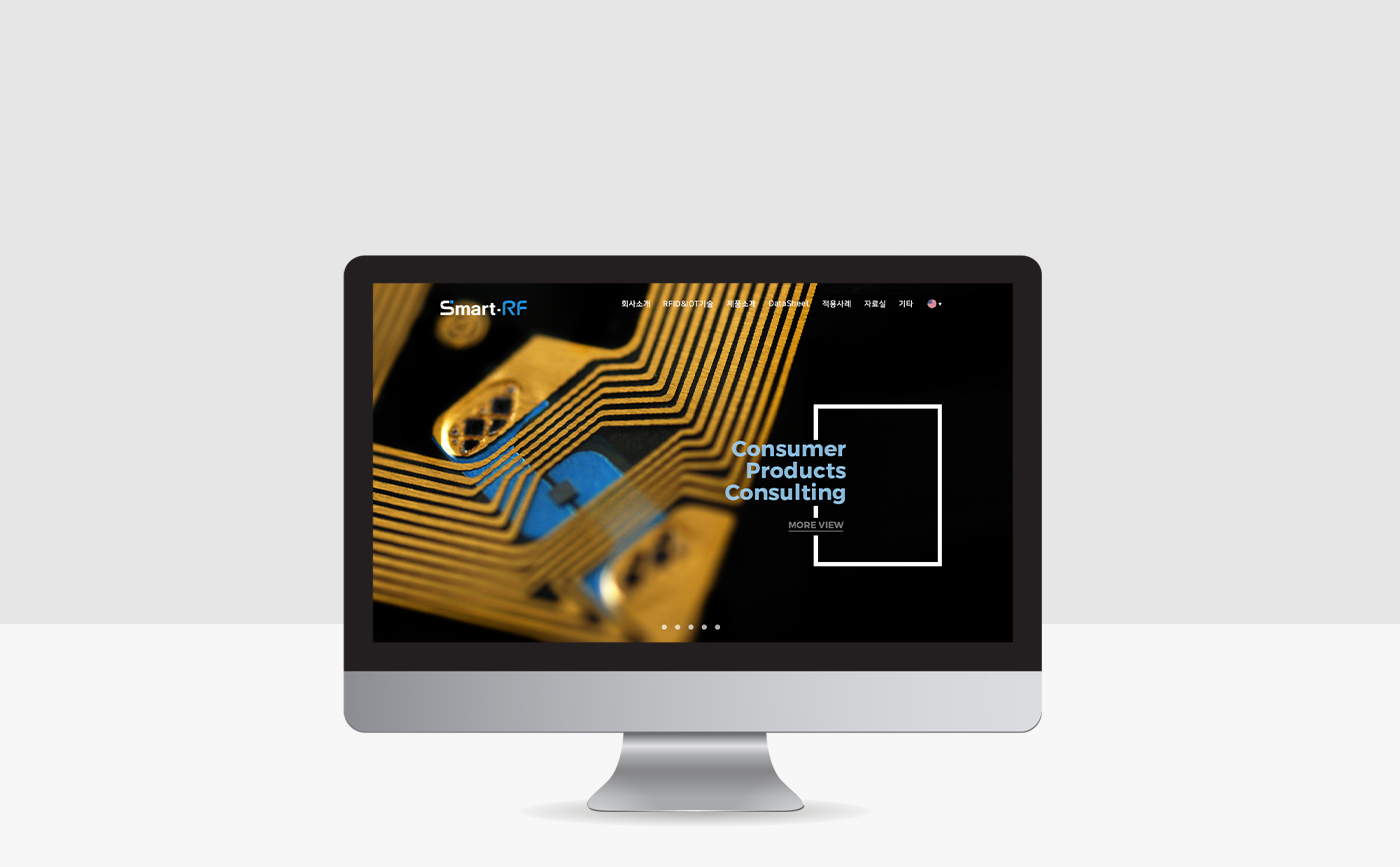 Smart-RF
회사소개 RFID&IOT기술 제품소개 DataSheet 적용사례 자료실 기타
Consumer
Products
Consulting
MORE VIEW